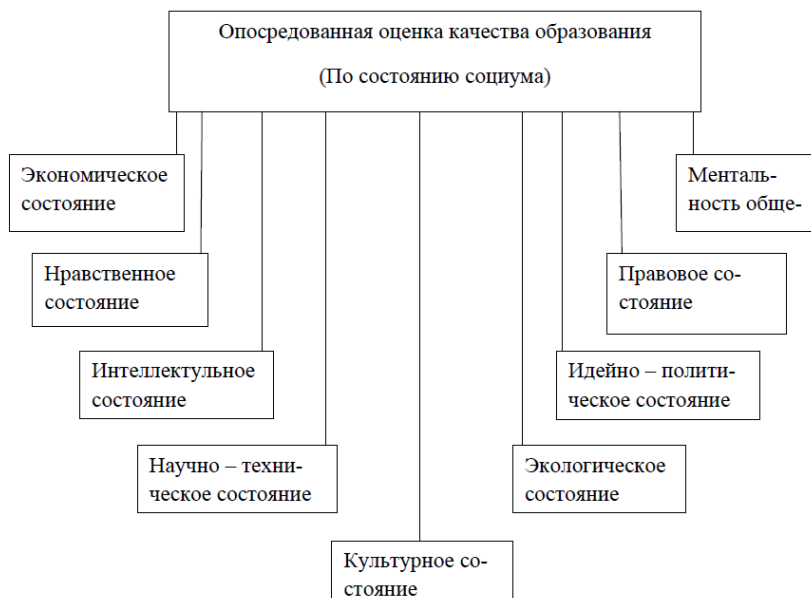 Опосредованная оценка качества образования
(По состоянию социума)
Экономическое
состояние
Менталь-
ность обще-
Нравственное
состояние
Правовое со-
стояние
Интеллектульное
состояние
Идейно – полити-
ческое состояние
Научно – техни-
ческое состояние
Экологическое
состояние
Культурное со-
стояние